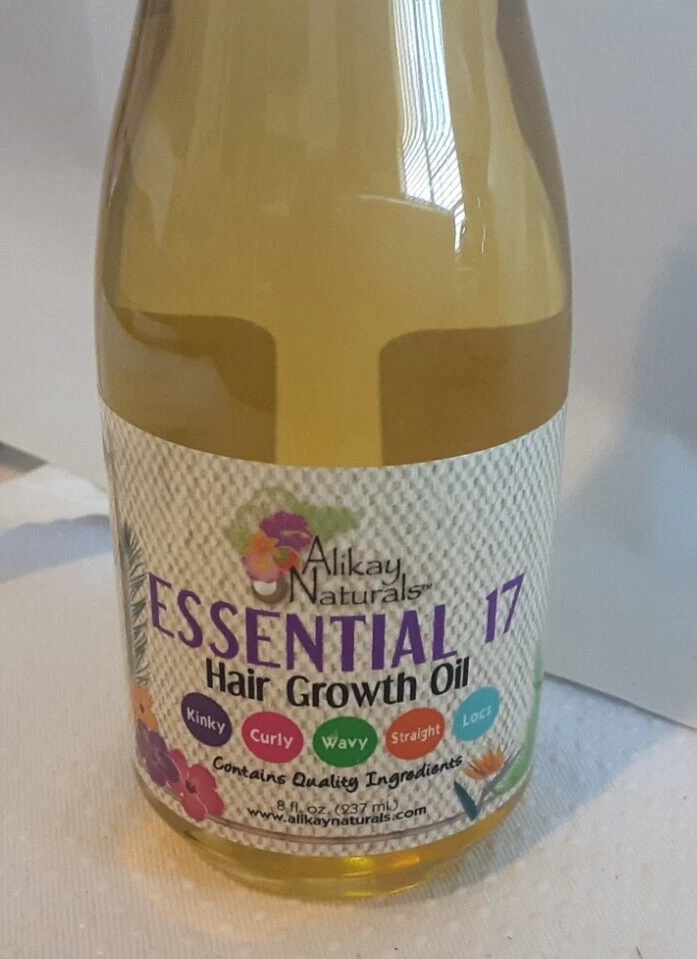 Alikay
Naturals™
ESSENTIAL 17
Hair Growth Oil
Kinky Curly Wavy Straight Locs
Contains Quality Ingredients
8 fl. oz. (237 mL)
www.alikaynaturals.com